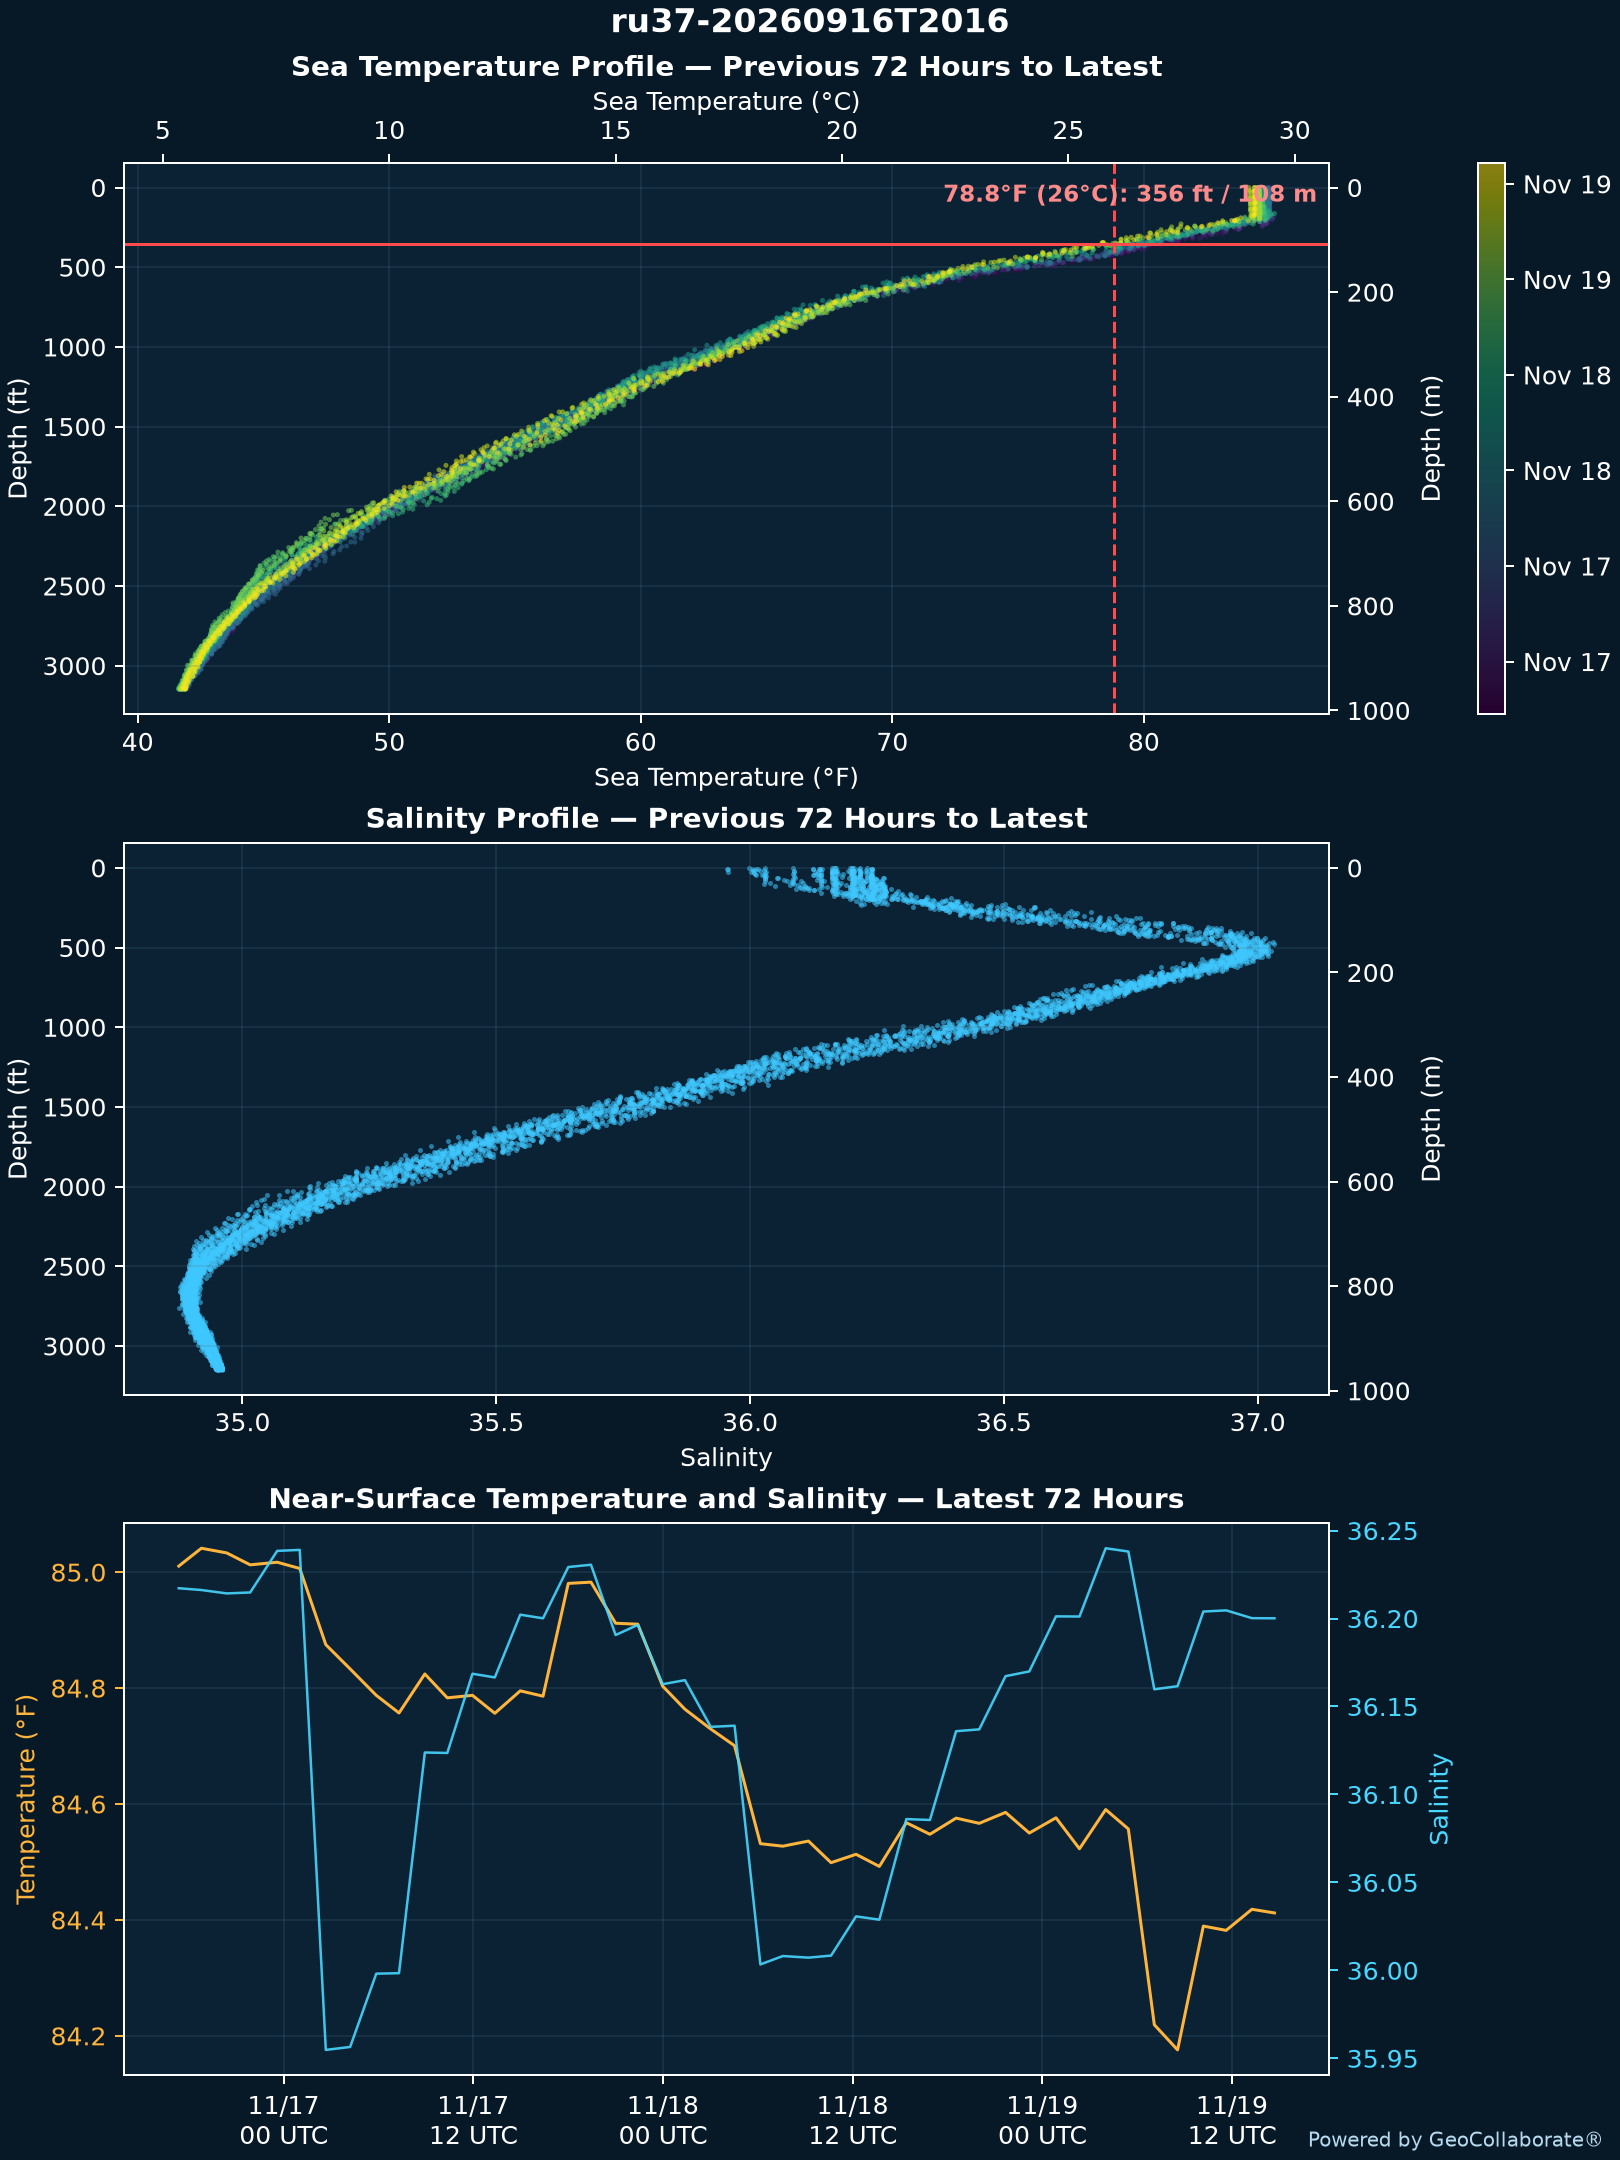 ru37-20260916T2016
Sea Temperature Profile — Previous 72 Hours to Latest
Sea Temperature (°C)
5 10 15 20 25 30
78.8°F (26°C): 356 ft / 108 m
Depth (ft)
0
500
1000
1500
2000
2500
3000
Depth (m)
0
200
400
600
800
1000
40 50 60 70 80
Sea Temperature (°F)
Nov 19
Nov 19
Nov 18
Nov 18
Nov 17
Nov 17
Salinity Profile — Previous 72 Hours to Latest
Depth (ft)
0
500
1000
1500
2000
2500
3000
Depth (m)
0
200
400
600
800
1000
35.0 35.5 36.0 36.5 37.0
Salinity
Near-Surface Temperature and Salinity — Latest 72 Hours
Temperature (°F)
85.0
84.8
84.6
84.4
84.2
Salinity
36.25
36.20
36.15
36.10
36.05
36.00
35.95
11/17 11/17 11/18 11/18 11/19 11/19
00 UTC 12 UTC 00 UTC 12 UTC 00 UTC 12 UTC
Powered by GeoCollaborate®